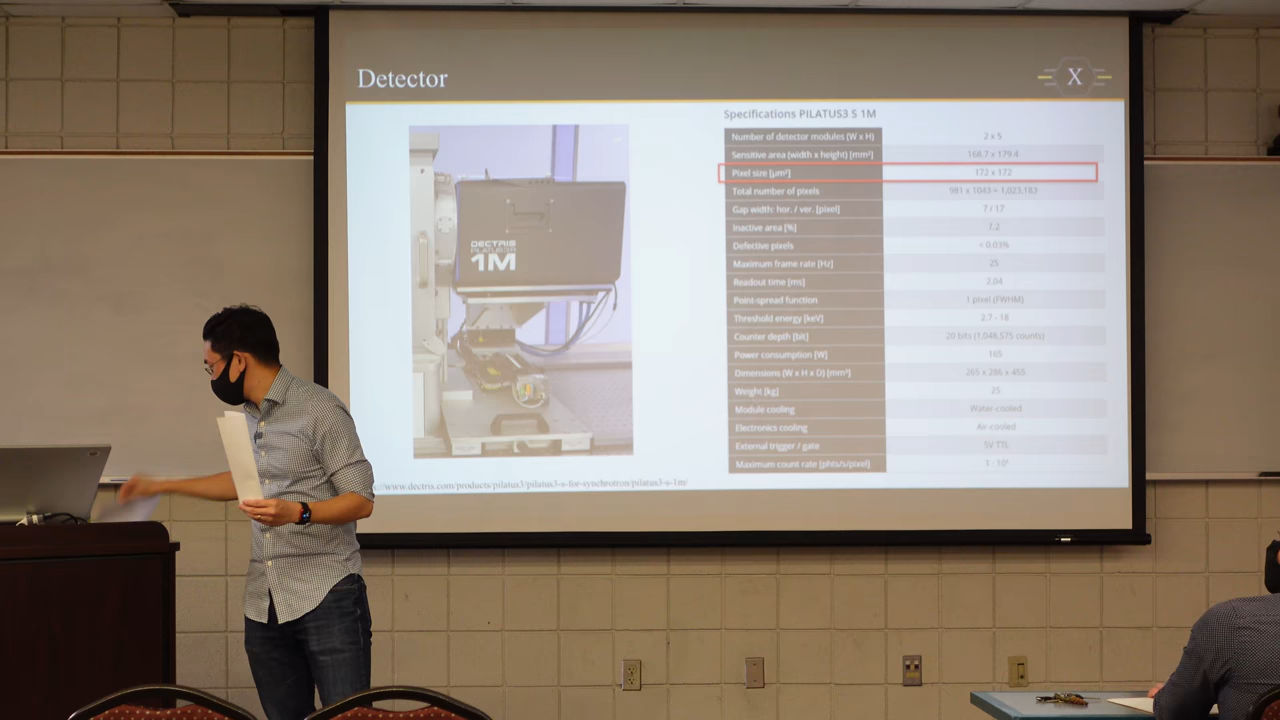 Detector
X
Specifications PILATUS3 S 1M
Number of detector modules (W x H) 2 x 5
Sensitive area (width x height) [mm²] 168.7 x 179.4
Pixel size [µm²] 172 x 172
Total number of pixels 981 x 1043 = 1,023,183
Gap width: hor. / ver. [pixel] 7 / 17
Inactive area [%] 7.2
Defective pixels < 0.03%
Maximum frame rate [Hz] 25
Readout time [ms] 2.04
Point-spread function 1 pixel (FWHM)
Threshold energy [keV] 2.7 - 18
Counter depth [bit] 20 bits (1,048,575 counts)
Power consumption [W] 165
Dimensions (W x H x D) [mm³] 265 x 286 x 455
Weight [kg] 25
Module cooling Water-cooled
Electronics cooling Air-cooled
External trigger / gate 5V TTL
Maximum count rate [phts/s/pixel]
DECTRIS
1M
://www.dectris.com/products/pilatus3/pilatus3-s-for-synchrotron/pilatus3-s-1m/